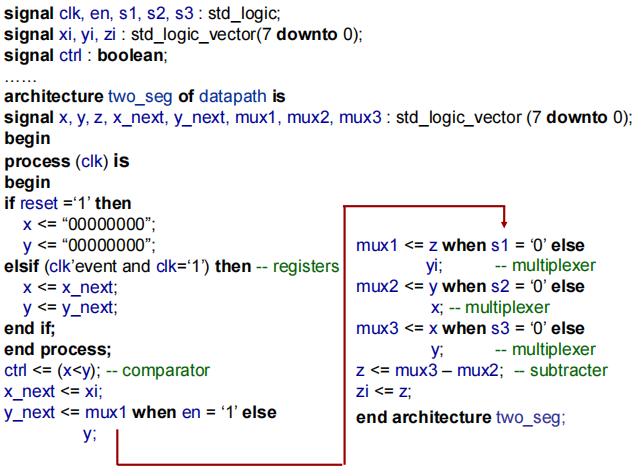 signal clk, en, s1, s2, s3 : std_logic;
signal xi, yi, zi : std_logic_vector(7 downto 0);
signal ctrl : boolean;
……
architecture two_seg of datapath is
signal x, y, z, x_next, y_next, mux1, mux2, mux3 : std_logic_vector (7 downto 0);
begin
process (clk) is
begin
if reset =‘1’ then
x <= “00000000”;
y <= “00000000”;
elsif (clk’event and clk=‘1’) then -- registers
x <= x_next;
y <= y_next;
end if;
end process;
ctrl <= (x<y); -- comparator
x_next <= xi;
y_next <= mux1 when en = ‘1’ else
y;
mux1 <= z when s1 = ‘0’ else
yi; -- multiplexer
mux2 <= y when s2 = ‘0’ else
x; -- multiplexer
mux3 <= x when s3 = ‘0’ else
y; -- multiplexer
z <= mux3 – mux2; -- subtracter
zi <= z;
end architecture two_seg;